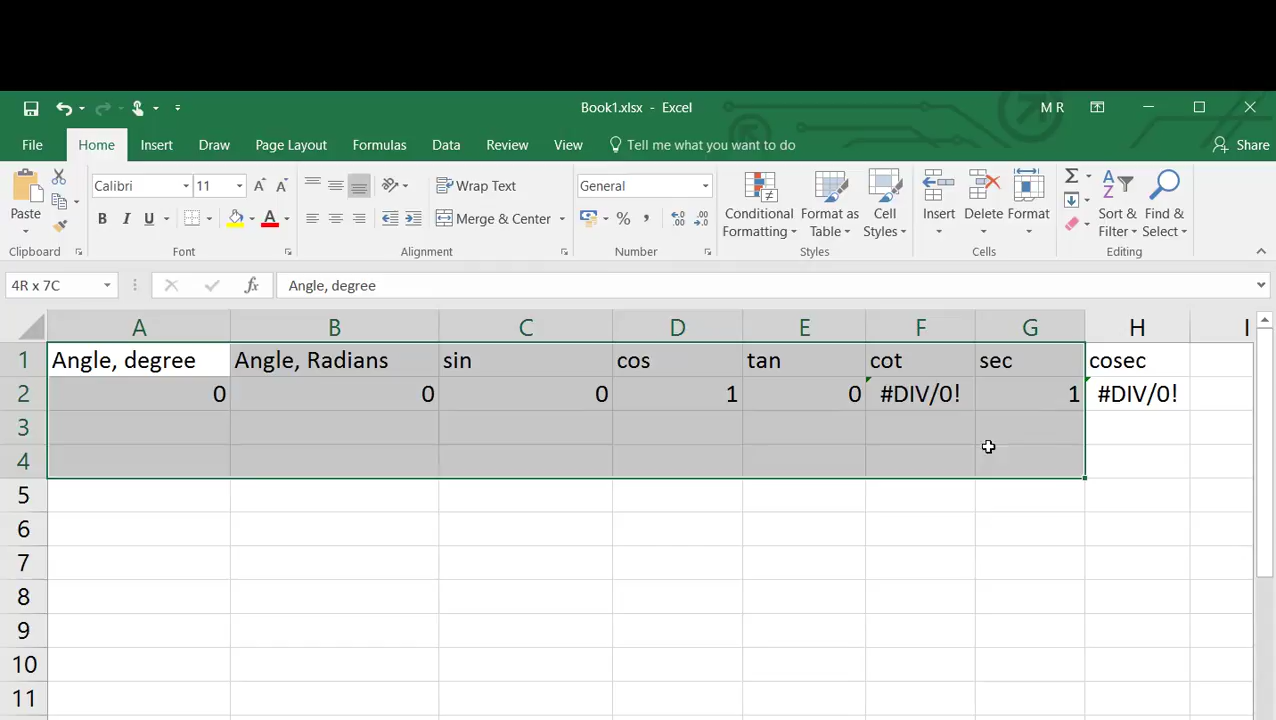 Book1.xlsx - Excel
M R
File Home Insert Draw Page Layout Formulas Data Review View Tell me what you want to do Share
Calibri 11 Wrap Text General
Paste B I U Merge & Center % , Conditional Formatting Format as Table Cell Styles Insert Delete Format Sort & Filter Find & Select
Clipboard Font Alignment Number Styles Cells Editing
4R x 7C fx Angle, degree
A B C D E F G H I
1 Angle, degree Angle, Radians sin cos tan cot sec cosec
2 0 0 0 1 0 #DIV/0! 1 #DIV/0!
3
4
5
6
7
8
9
10
11